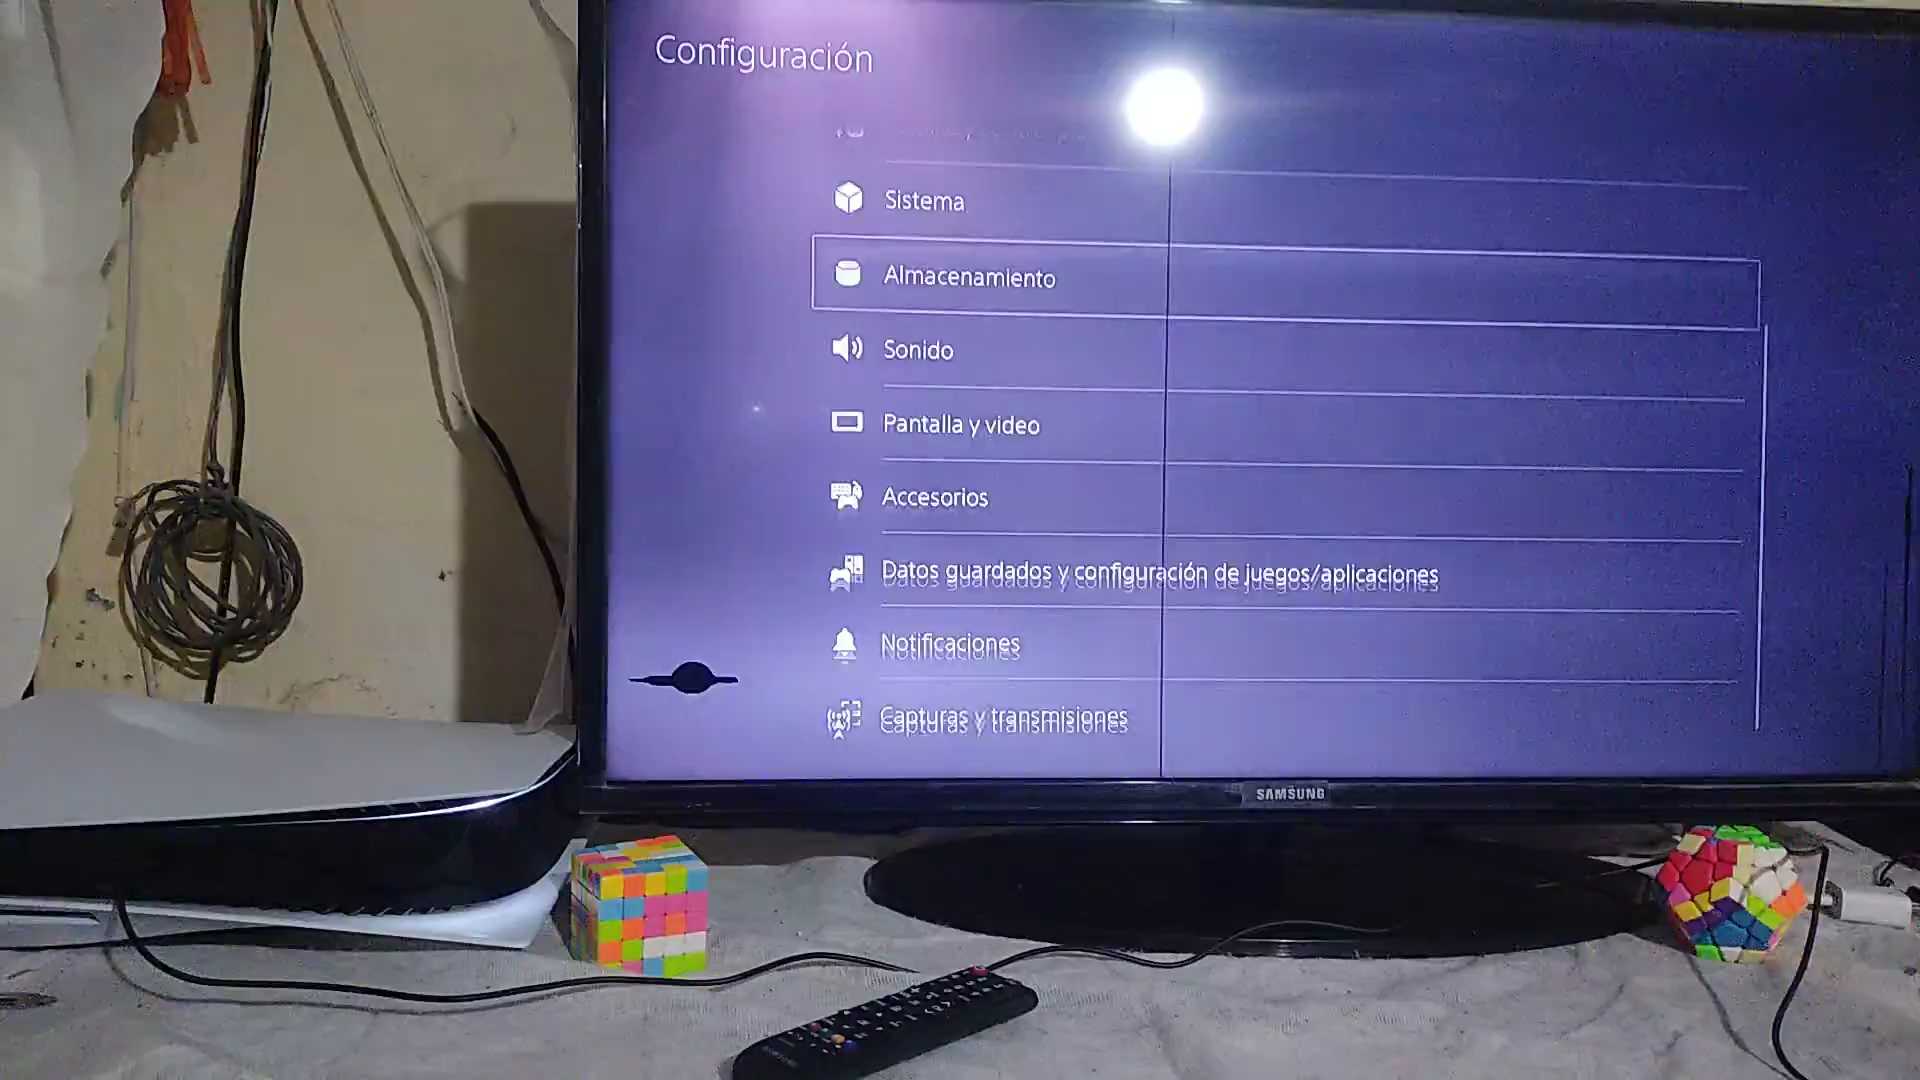 Configuración
Sistema
Almacenamiento
Sonido
Pantalla y video
Accesorios
Datos guardados y configuración de juegos/aplicaciones
Notificaciones
Capturas y transmisiones
SAMSUNG